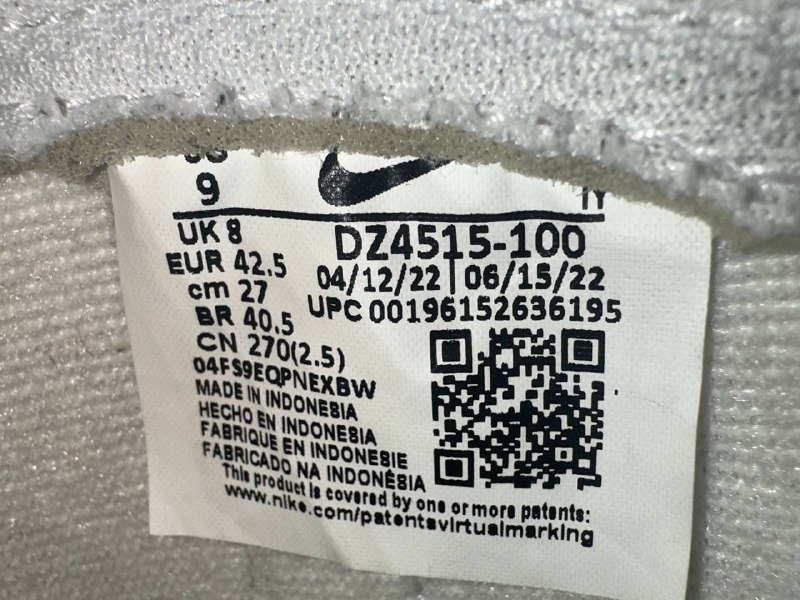 9
UK 8
EUR 42.5
cm 27
BR 40.5
CN 270(2.5)
04FS9EQPNEXBW
MADE IN INDONESIA
HECHO EN INDONESIA
FABRIQUE EN INDONESIE
FABRICADO NA INDONÉSIA
DZ4515-100
04/12/22 | 06/15/22
UPC 00196152636195
This product is covered by one or more patents:
www.nike.com/patentsvirtualmarking